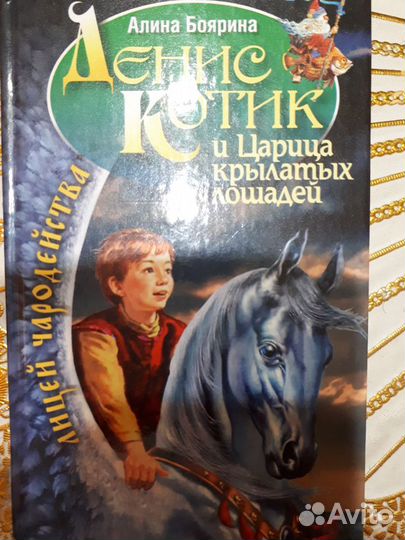 Алина Боярина
Денис
Котик
и Царица
крылатых
лошадей
лицей чародейства
Avito